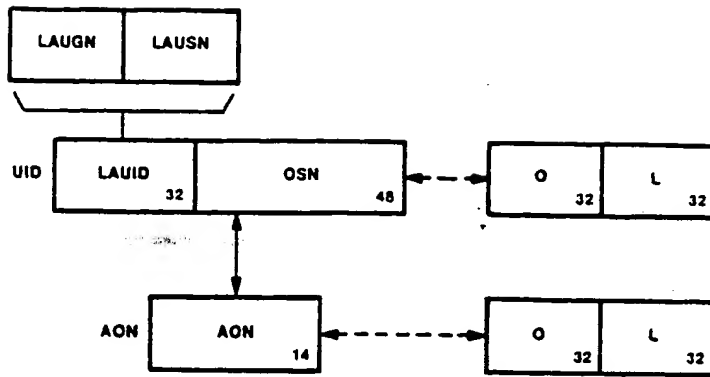 LAUGN LAUSN
UID LAUID 32 OSN 48 O 32 L 32
AON AON 14 O 32 L 32